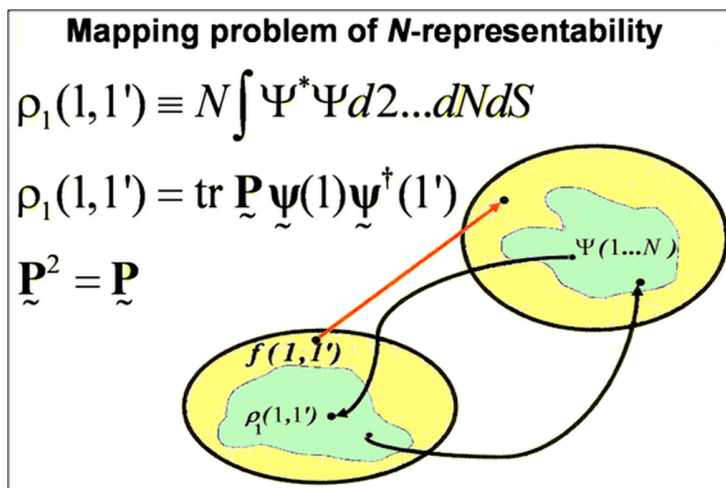 Mapping problem of N-representability
ρ₁(1,1') ≡ N∫Ψ*Ψd2...dNdS
ρ₁(1,1') = tr P̰ ψ̰(1)ψ̰†(1')
P̰² = P̰
Ψ(1...N)
f(1,1')
ρ₁(1,1')